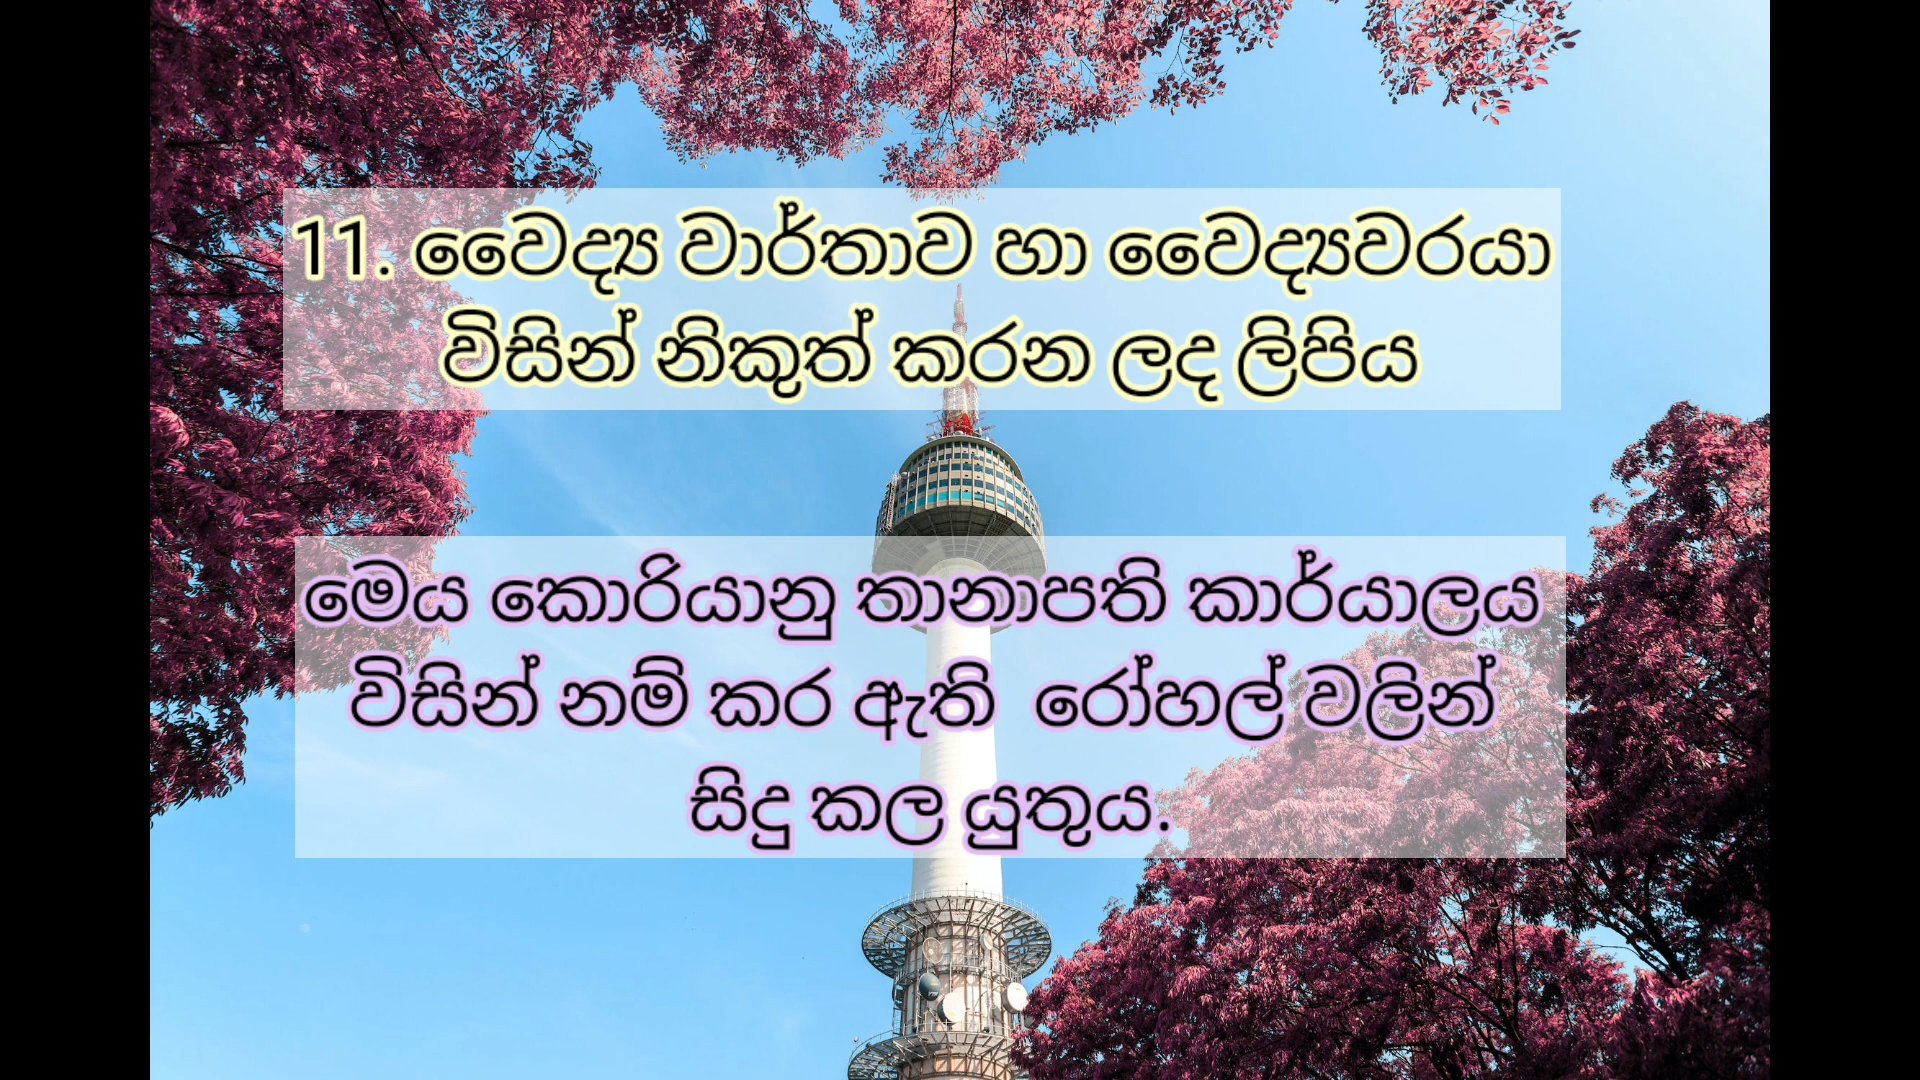 11. වෛද්‍ය වාර්තාව හා වෛද්‍යවරයා
විසින් නිකුත් කරන ලද ලිපිය
මෙය කොරියානු තානාපති කාර්යාලය
විසින් නම් කර ඇති රෝහල් වලින්
සිදු කල යුතුය.